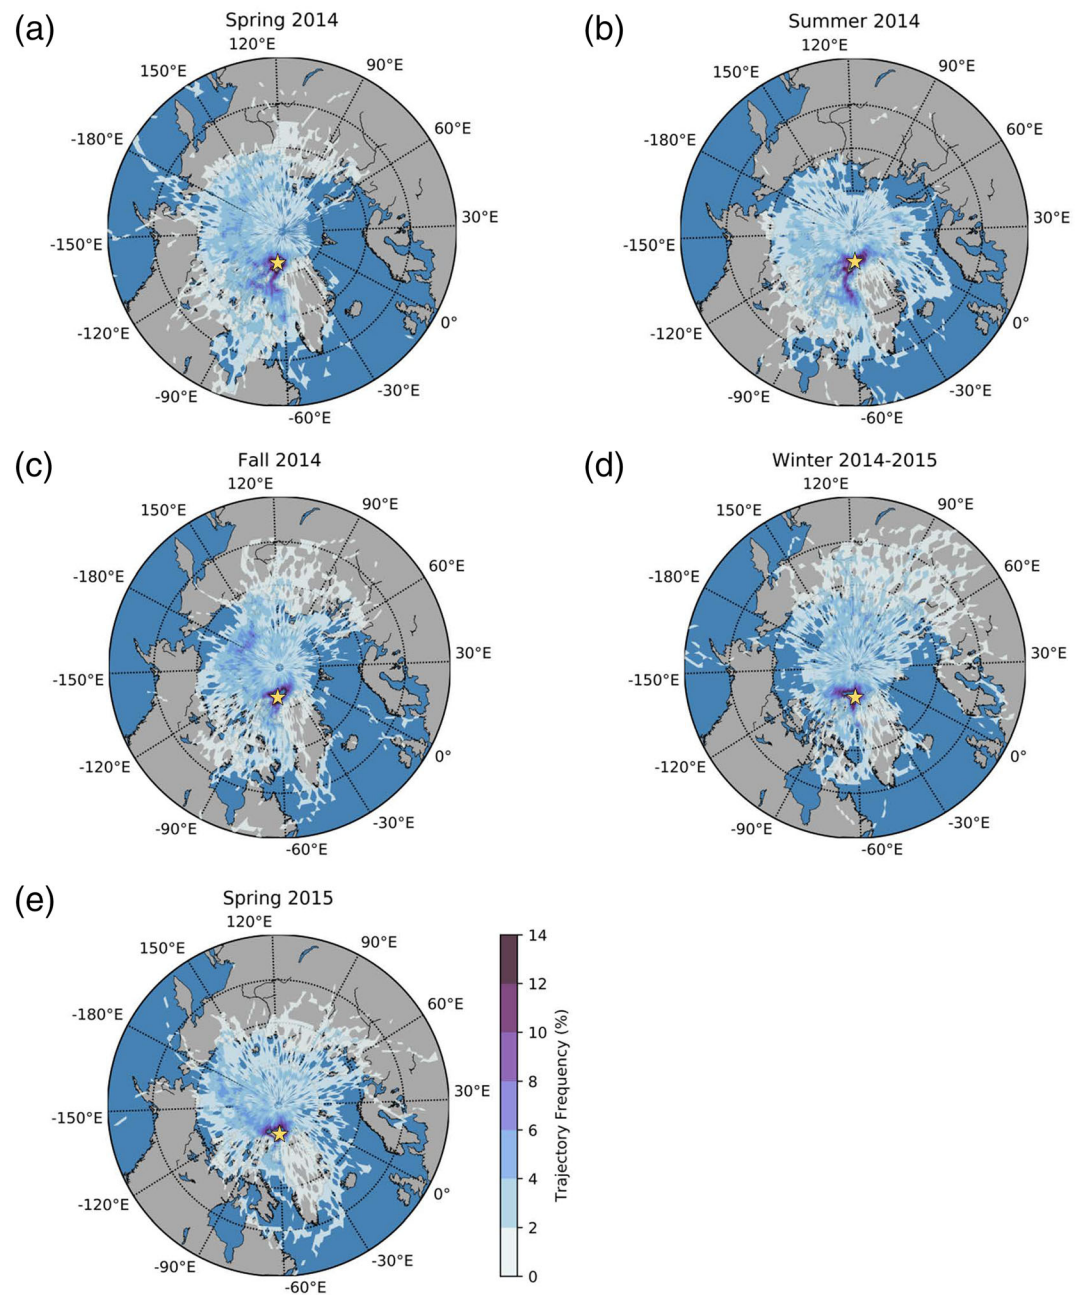 (a)
Spring 2014
120°E
150°E
90°E
-180°E
60°E
-150°E
30°E
-120°E
0°
-90°E
-30°E
-60°E
(b)
Summer 2014
120°E
150°E
90°E
-180°E
60°E
-150°E
30°E
-120°E
0°
-90°E
-30°E
-60°E
(c)
Fall 2014
120°E
150°E
90°E
-180°E
60°E
-150°E
30°E
-120°E
0°
-90°E
-30°E
-60°E
(d)
Winter 2014-2015
120°E
150°E
90°E
-180°E
60°E
-150°E
30°E
-120°E
0°
-90°E
-30°E
-60°E
(e)
Spring 2015
120°E
150°E
90°E
-180°E
60°E
-150°E
30°E
-120°E
0°
-90°E
-30°E
-60°E
14
12
10
8
6
4
2
0
Trajectory Frequency (%)